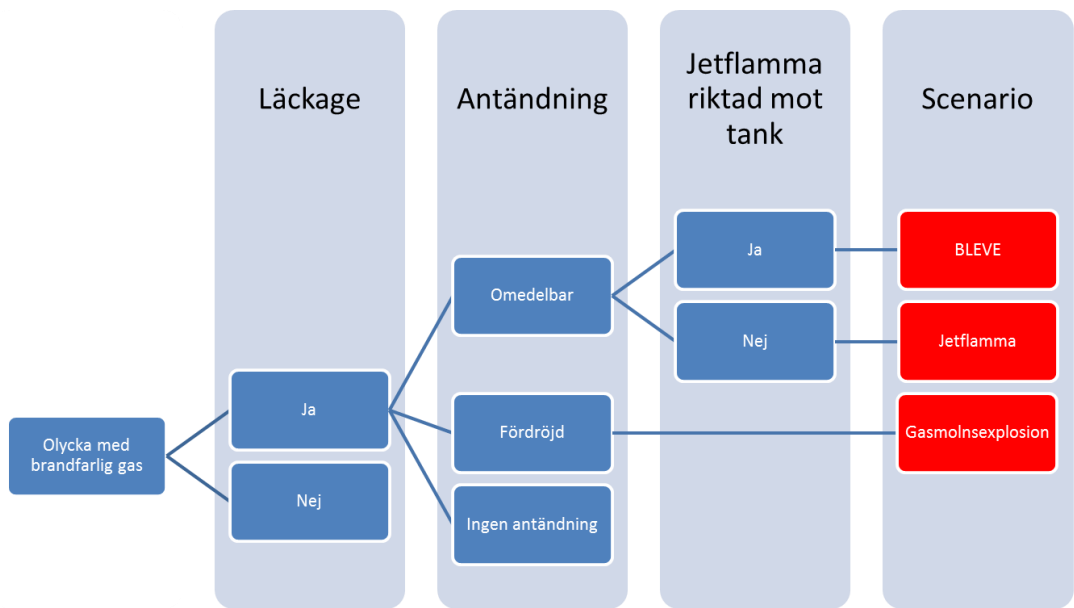 Läckage
Antändning
Jetflamma
riktad mot
tank
Scenario
Ja
BLEVE
Omedelbar
Nej
Jetflamma
Ja
Fördröjd
Gasmolnsexplosion
Olycka med
brandfarlig gas
Nej
Ingen antändning